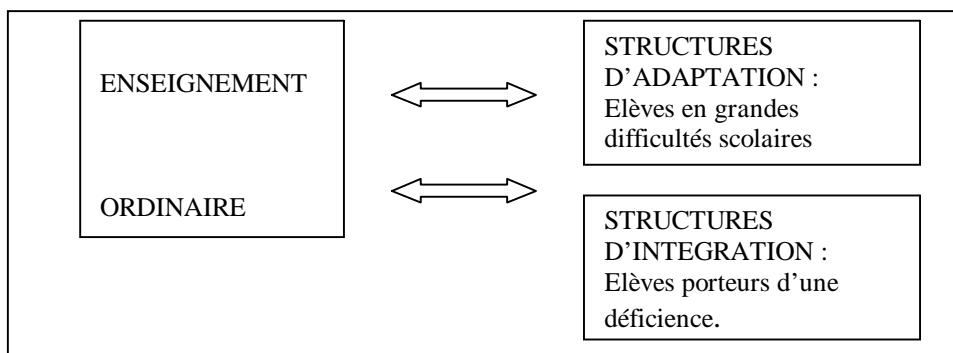 ENSEIGNEMENT
ORDINAIRE
STRUCTURES
D’ADAPTATION :
Elèves en grandes
difficultés scolaires
STRUCTURES
D’INTEGRATION :
Elèves porteurs d’une
déficience.